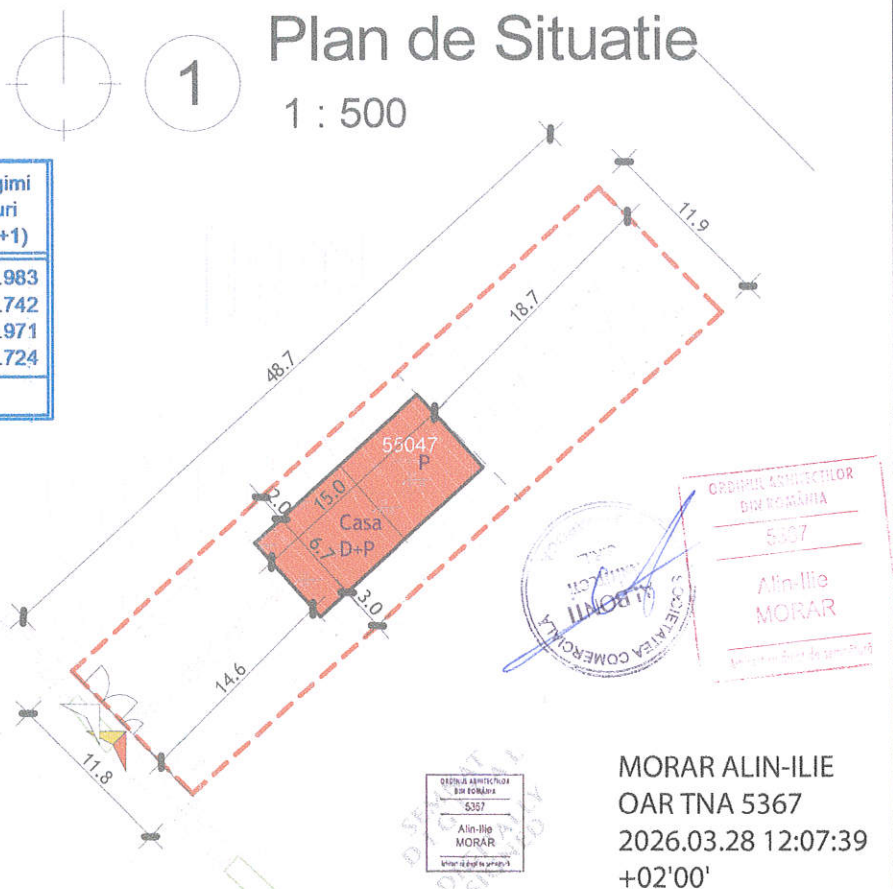 Plan de Situatie
1
1 : 500
gimi
uri
+1)
.983
.742
.971
.724
11.9
18.7
48.7
55047
P
2.0
15.0
Casa
6.7
D+P
3.0
14.6
11.8
ORDINUL ARHITECȚILOR
DIN ROMÂNIA
5367
Alin-Ilie
MORAR
SOCIETATEA COMERCIALĂ
ORDINUL ARHITECȚILOR
DIN ROMÂNIA
5367
Alin-Ilie
MORAR
MORAR ALIN-ILIE
OAR TNA 5367
2026.03.28 12:07:39
+02'00'